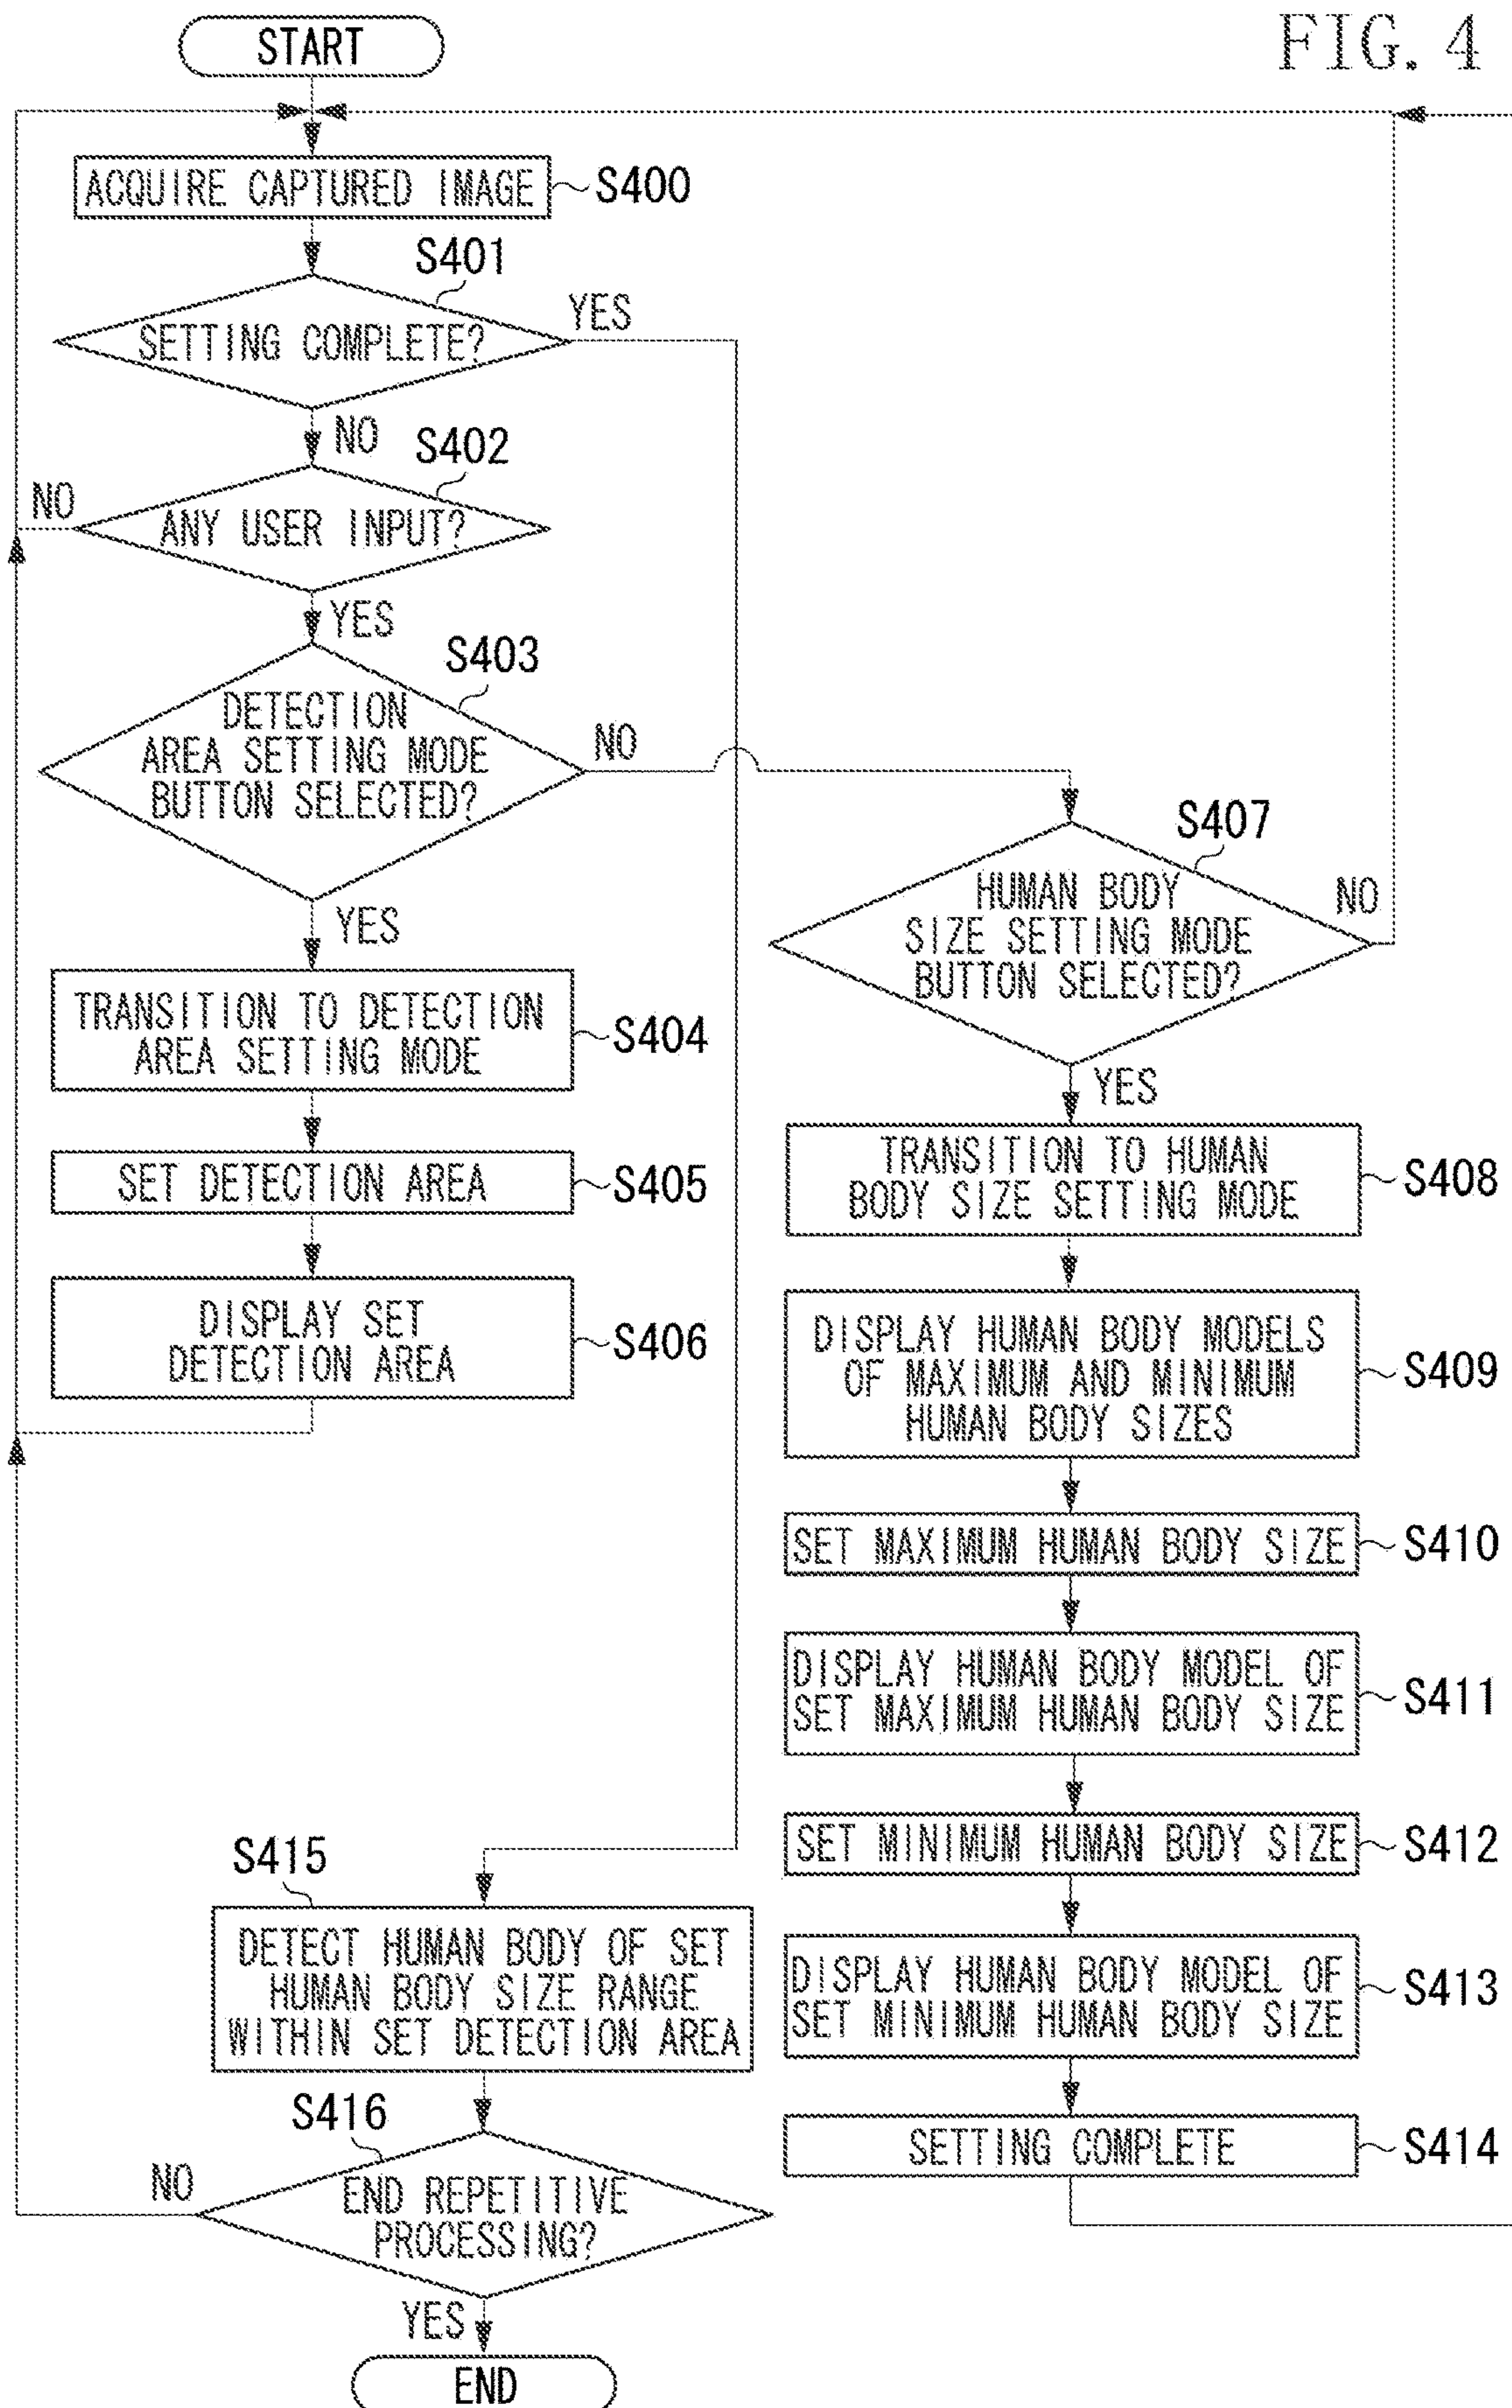 FIG. 4
START
ACQUIRE CAPTURED IMAGE
S400
S401
SETTING COMPLETE?
YES
NO
S402
ANY USER INPUT?
NO
YES
S403
DETECTION
AREA SETTING MODE
BUTTON SELECTED?
NO
YES
TRANSITION TO DETECTION
AREA SETTING MODE
S404
SET DETECTION AREA
S405
DISPLAY SET
DETECTION AREA
S406
S407
HUMAN BODY
SIZE SETTING MODE
BUTTON SELECTED?
NO
YES
TRANSITION TO HUMAN
BODY SIZE SETTING MODE
S408
DISPLAY HUMAN BODY MODELS
OF MAXIMUM AND MINIMUM
HUMAN BODY SIZES
S409
SET MAXIMUM HUMAN BODY SIZE
S410
DISPLAY HUMAN BODY MODEL OF
SET MAXIMUM HUMAN BODY SIZE
S411
SET MINIMUM HUMAN BODY SIZE
S412
DISPLAY HUMAN BODY MODEL OF
SET MINIMUM HUMAN BODY SIZE
S413
SETTING COMPLETE
S414
S415
DETECT HUMAN BODY OF SET
HUMAN BODY SIZE RANGE
WITHIN SET DETECTION AREA
S416
END REPETITIVE
PROCESSING?
NO
YES
END